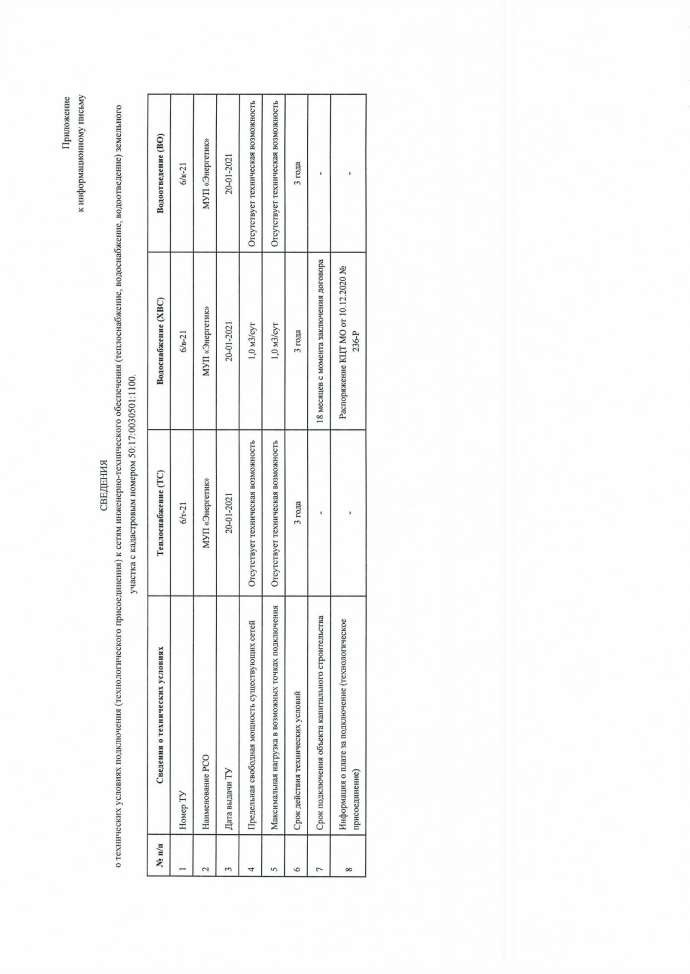 Приложение
к информационному письму
СВЕДЕНИЯ
о технических условиях подключения (технологического присоединения) к сетям инженерно-технического обеспечения (теплоснабжение, водоснабжение, водоотведение) земельного
участка с кадастровым номером 50:17:0030501:1100.
№ п/п Сведения о технических условиях Теплоснабжение (ТС) Водоснабжение (ХВС) Водоотведение (ВО)
1 Номер ТУ 6/т-21 6/в-21 6/к-21
2 Наименование РСО МУП «Энергетик» МУП «Энергетик» МУП «Энергетик»
3 Дата выдачи ТУ 20-01-2021 20-01-2021 20-01-2021
4 Предельная свободная мощность существующих сетей Отсутствует техническая возможность 1,0 м3/сут Отсутствует техническая возможность
5 Максимальная нагрузка в возможных точках подключения Отсутствует техническая возможность 1,0 м3/сут Отсутствует техническая возможность
6 Срок действия технических условий 3 года 3 года 3 года
7 Срок подключения объекта капитального строительства - 18 месяцев с момента заключения договора -
8 Информация о плате за подключение (технологическое - Распоряжение КЦТ МО от 10.12.2020 № -
присоединение) 236-Р